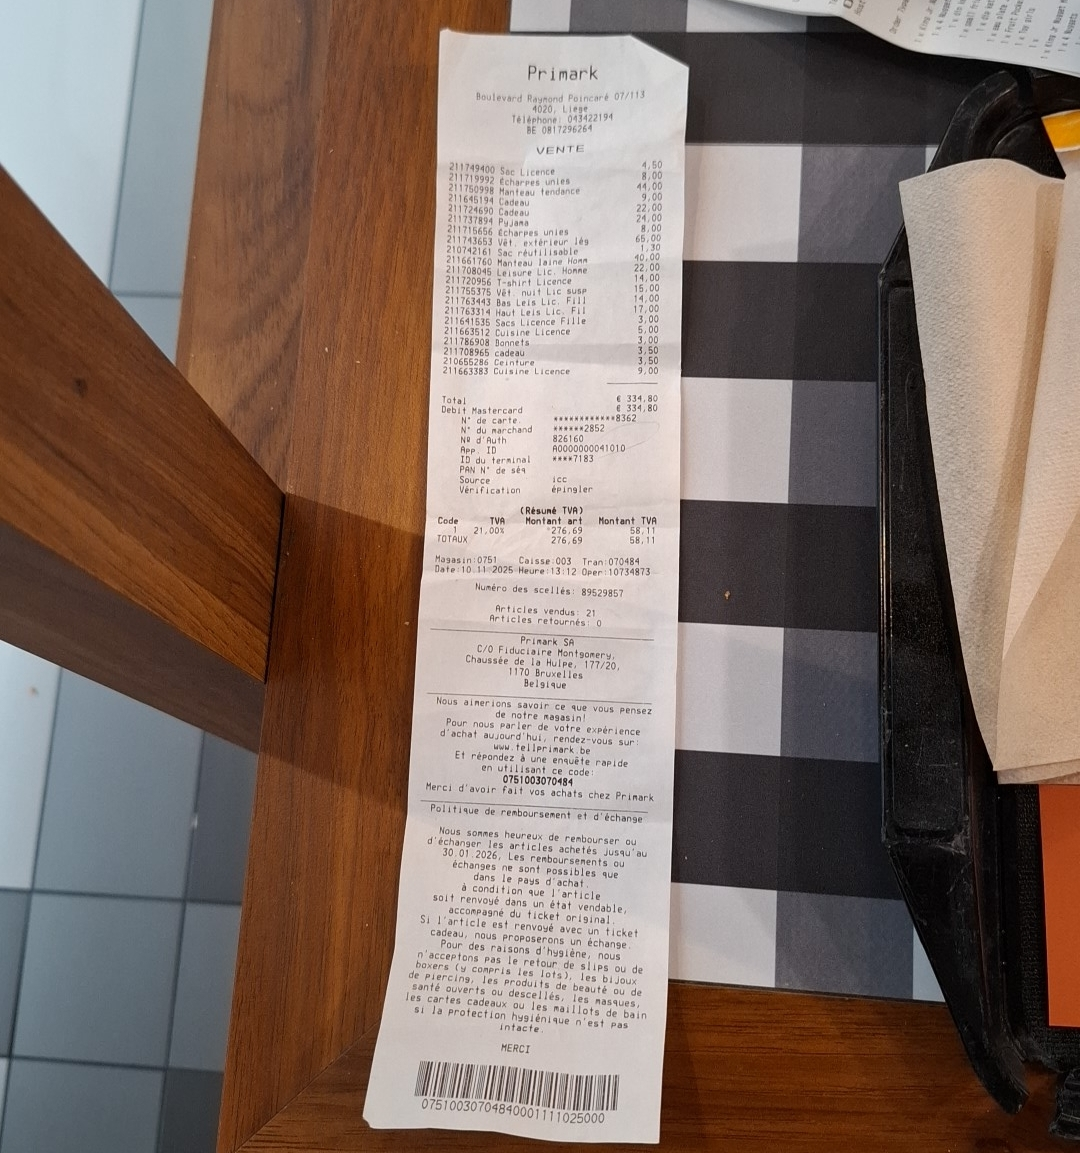 Primark
Boulevard Raymond Poincaré 07/113
4020, Liege
Téléphone: 043422194
BE 0817296264
VENTE
211749400 Sac Licence 4,50
211719992 Écharpes unies 8,00
211750998 Manteau tendance 44,00
211645194 Cadeau 9,00
211724690 Cadeau 22,00
211737894 Pyjama 24,00
211715656 Écharpes unies 8,00
211743653 Vêt. extérieur lés 65,00
210742161 Sac réutilisable 1,30
211661760 Manteau laine Homm 40,00
211708045 Leisure Lic. Homme 22,00
211720956 T-shirt Licence 14,00
211755375 Vêt. nuit Lic susp 15,00
211763443 Bas Leis Lic. Fill 14,00
211763314 Haut Leis Lic. Fil 17,00
211641535 Sacs Licence Fille 3,00
211663512 Cuisine Licence 5,00
211786908 Bonnets 3,00
211708965 cadeau 3,50
210655286 Ceinture 3,50
211663383 Cuisine Licence 9,00
Total € 334,80
Debit Mastercard € 334,80
N° de carte ************8362
N° du marchand ******2852
Nº d'Auth 826160
App. ID A0000000041010
ID du terminal ****7183
PAN N° de séq
Source icc
Vérification épingler
(Résumé TVA)
Code TVA Montant art Montant TVA
1 21,00% 276,69 58,11
TOTAUX 276,69 58,11
Magasin:0751 Caisse:003 Tran:070484
Date:10.11.2025 Heure:13:12 Oper:10734873
Numéro des scellés: 89529857
Articles vendus: 21
Articles retournés: 0
Primark SA
C/O Fiduciaire Montgomery,
Chaussée de la Hulpe, 177/20,
1170 Bruxelles
Belgique
Nous aimerions savoir ce que vous pensez
de notre magasin!
Pour nous parler de votre expérience
d'achat aujourd'hui, rendez-vous sur:
www.tellprimark.be
Et répondez à une enquête rapide
en utilisant ce code:
0751003070484
Merci d'avoir fait vos achats chez Primark
Politique de remboursement et d'échange
Nous sommes heureux de rembourser ou
d'échanger les articles achetés jusqu'au
30.01.2026, Les remboursements ou
échanges ne sont possibles que
dans le pays d'achat.
à condition que l'article
soit renvoyé dans un état vendable,
accompagné du ticket original.
Si l'article est renvoyé avec un ticket
cadeau, nous proposerons un échange.
Pour des raisons d'hygiène, nous
n'acceptons pas le retour de slips ou de
boxers (y compris les lots), les bijoux
de piercing, les produits de beauté ou de
santé ouverts ou descellés, les masques,
les cartes cadeaux ou les maillots de bain
si la protection hygiénique n'est pas
intacte.
MERCI
07510030704840001111025000